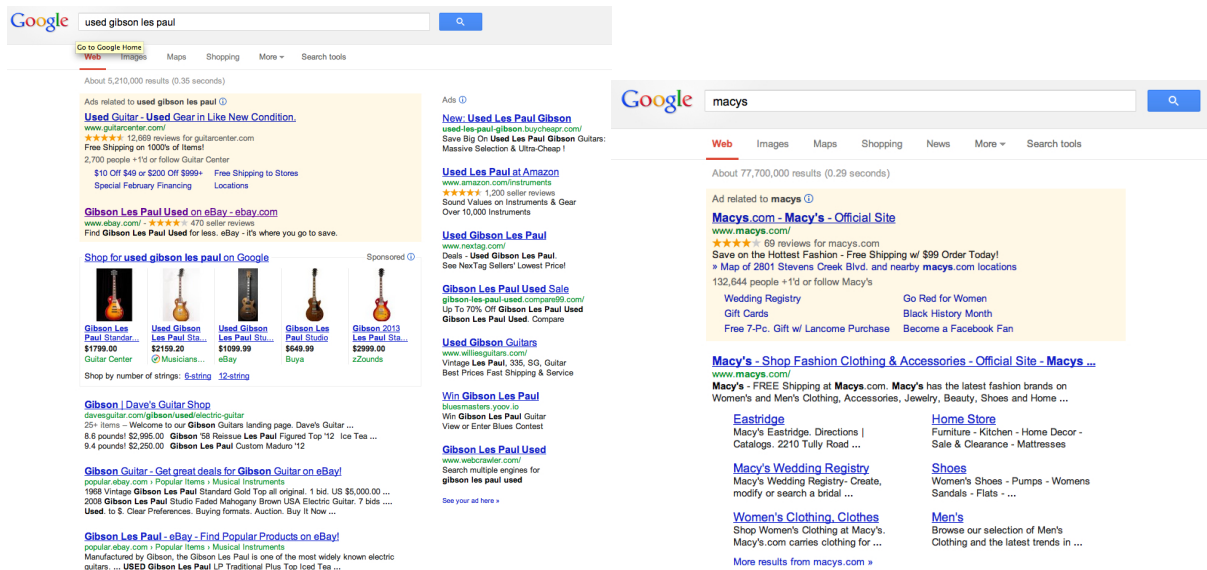 Google
used gibson les paul
Go to Google Home
Web Images Maps Shopping More Search tools
About 5,210,000 results (0.35 seconds)
Ads related to used gibson les paul
Used Guitar - Used Gear in Like New Condition.
www.guitarcenter.com/
12,669 reviews for guitarcenter.com
Free Shipping on 1000's of Items!
2,700 people +1'd or follow Guitar Center
$10 Off $49 or $200 Off $999+ Free Shipping to Stores
Special February Financing Locations
Gibson Les Paul Used on eBay - ebay.com
www.ebay.com/ - 470 seller reviews
Find Gibson Les Paul Used for less. eBay - it's where you go to save.
Shop for used gibson les paul on Google Sponsored
Gibson Les Paul Standar...
$1799.00
Guitar Center
Used Gibson Les Paul Sta...
$2159.20
Musicians...
Used Gibson Les Paul Stu...
$1099.99
eBay
Gibson Les Paul Studio
$649.99
Buya
Gibson 2013 Les Paul Sta...
$2999.00
zZounds
Shop by number of strings: 6-string 12-string
Gibson | Dave's Guitar Shop
davesguitar.com/gibson/used/electric-guitar
25+ items – Welcome to our Gibson Guitars landing page. Dave's Guitar ...
8.6 pounds! $2,995.00 Gibson '58 Reissue Les Paul Figured Top '12 Ice Tea ...
9.4 pounds! $2,250.00 Gibson Les Paul Custom Maduro '12
Gibson Guitar - Get great deals for Gibson Guitar on eBay!
popular.ebay.com › Popular Items › Musical Instruments
1968 Vintage Gibson Les Paul Standard Gold Top all original. 1 bid. US $5,000.00 ...
2008 Gibson Les Paul Studio Faded Mahogany Brown USA Electric Guitar. 7 bids ....
Used. to $. Clear Preferences. Buying formats. Auction. Buy It Now ...
Gibson Les Paul - eBay - Find Popular Products on eBay!
popular.ebay.com › Popular Items › Musical Instruments
Manufactured by Gibson, the Gibson Les Paul is one of the most widely known electric
guitars. ... USED Gibson Les Paul LP Traditional Plus Top Iced Tea ...
Ads
New: Used Les Paul Gibson
used-les-paul-gibson.buycheapr.com/
Save Big On Used Les Paul Gibson Guitars:
Massive Selection & Ultra-Cheap !
Used Les Paul at Amazon
www.amazon.com/instruments
1,200 seller reviews
Sound Values on Instruments & Gear
Over 10,000 Instruments
Used Gibson Les Paul
www.nextag.com/
Deals - Used Gibson Les Paul.
See NexTag Sellers' Lowest Price!
Gibson Les Paul Used Sale
gibson-les-paul-used.compare99.com/
Up To 70% Off Gibson Les Paul Used
Gibson Les Paul Used. Compare
Used Gibson Guitars
www.williesguitars.com/
Vintage Les Paul, 335, SG, Guitar
Best Prices Fast Shipping & Service
Win Gibson Les Paul
bluesmasters.yoov.io
Win Gibson Les Paul Guitar
View or Enter Blues Contest
Gibson Les Paul Used
www.webcrawler.com/
Search multiple engines for
gibson les paul used
See your ad here »
Google
macys
Web Images Maps Shopping News More Search tools
About 77,700,000 results (0.29 seconds)
Ad related to macys
Macys.com - Macy's - Official Site
www.macys.com/
69 reviews for macys.com
Save on the Hottest Fashion - Free Shipping w/ $99 Order Today!
» Map of 2801 Stevens Creek Blvd. and nearby macys.com locations
132,644 people +1'd or follow Macy's
Wedding Registry Go Red for Women
Gift Cards Black History Month
Free 7-Pc. Gift w/ Lancome Purchase Become a Facebook Fan
Macy's - Shop Fashion Clothing & Accessories - Official Site - Macys ...
www.macys.com/
Macy's - FREE Shipping at Macys.com. Macy's has the latest fashion brands on
Women's and Men's Clothing, Accessories, Jewelry, Beauty, Shoes and Home ...
Eastridge
Macy's Eastridge. Directions |
Catalogs. 2210 Tully Road ...
Home Store
Furniture - Kitchen - Home Decor -
Sale & Clearance - Mattresses
Macy's Wedding Registry
Macy's Wedding Registry- Create,
modify or search a bridal ...
Shoes
Women's Shoes - Pumps - Womens
Sandals - Flats - ...
Women's Clothing, Clothes
Shop Women's Clothing at Macy's.
Macy's.com carries clothing for ...
Men's
Browse our selection of Men's
Clothing and the latest trends in ...
More results from macys.com »